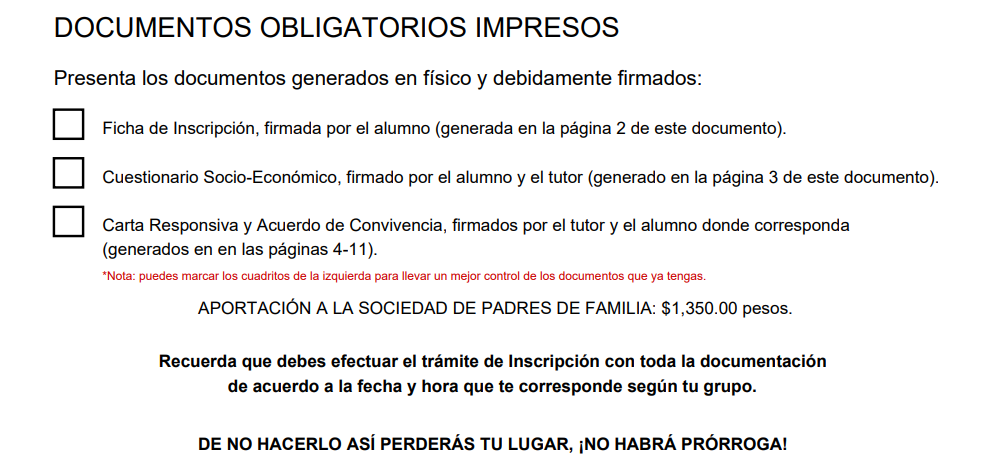 DOCUMENTOS OBLIGATORIOS IMPRESOS
Presenta los documentos generados en físico y debidamente firmados:
Ficha de Inscripción, firmada por el alumno (generada en la página 2 de este documento).
Cuestionario Socio-Económico, firmado por el alumno y el tutor (generado en la página 3 de este documento).
Carta Responsiva y Acuerdo de Convivencia, firmados por el tutor y el alumno donde corresponda
(generados en en las páginas 4-11).
*Nota: puedes marcar los cuadritos de la izquierda para llevar un mejor control de los documentos que ya tengas.
APORTACIÓN A LA SOCIEDAD DE PADRES DE FAMILIA: $1,350.00 pesos.
Recuerda que debes efectuar el trámite de Inscripción con toda la documentación
de acuerdo a la fecha y hora que te corresponde según tu grupo.
DE NO HACERLO ASÍ PERDERÁS TU LUGAR, ¡NO HABRÁ PRÓRROGA!